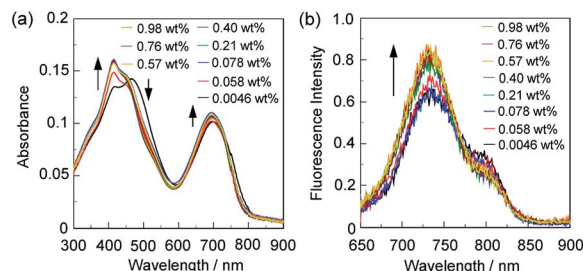 (a)
0.2
0.15
0.1
0.05
0
Absorbance
0.98 wt%
0.76 wt%
0.57 wt%
0.40 wt%
0.21 wt%
0.078 wt%
0.058 wt%
0.0046 wt%
300 400 500 600 700 800 900
Wavelength / nm
(b)
1.0
0.8
0.6
0.4
0.2
0
Fluorescence Intensity
0.98 wt%
0.76 wt%
0.57 wt%
0.40 wt%
0.21 wt%
0.078 wt%
0.058 wt%
0.0046 wt%
650 700 750 800 850 900
Wavelength / nm